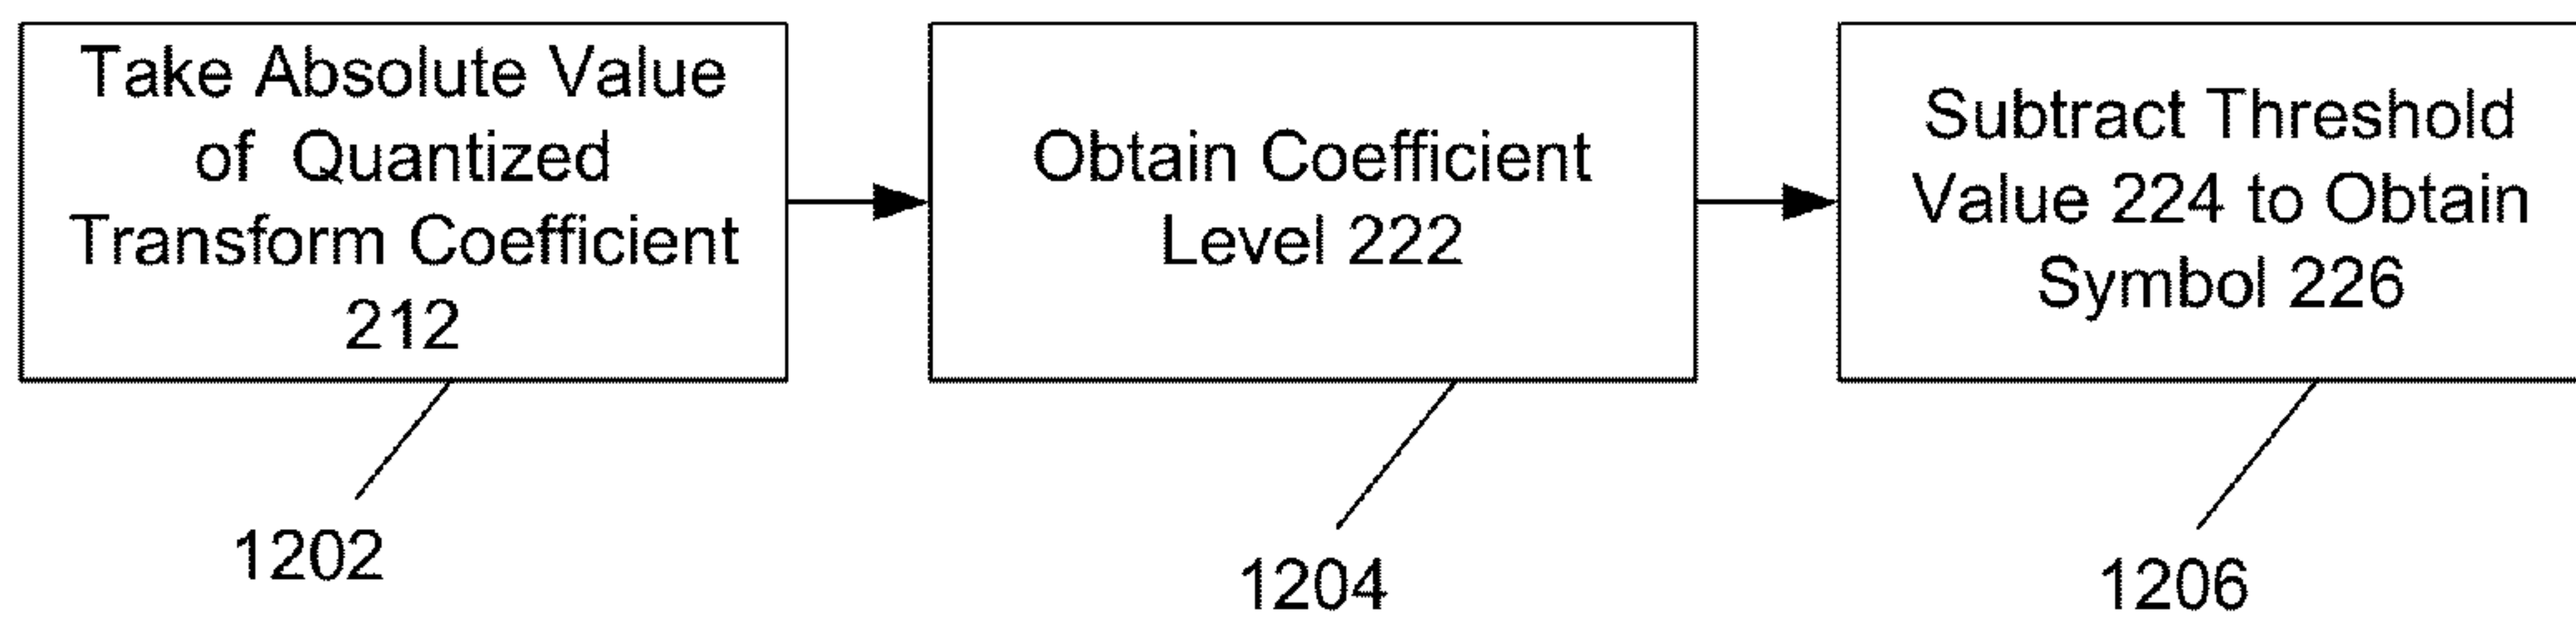 Take Absolute Value
of Quantized
Transform Coefficient
212
Obtain Coefficient
Level 222
Subtract Threshold
Value 224 to Obtain
Symbol 226
1202
1204
1206